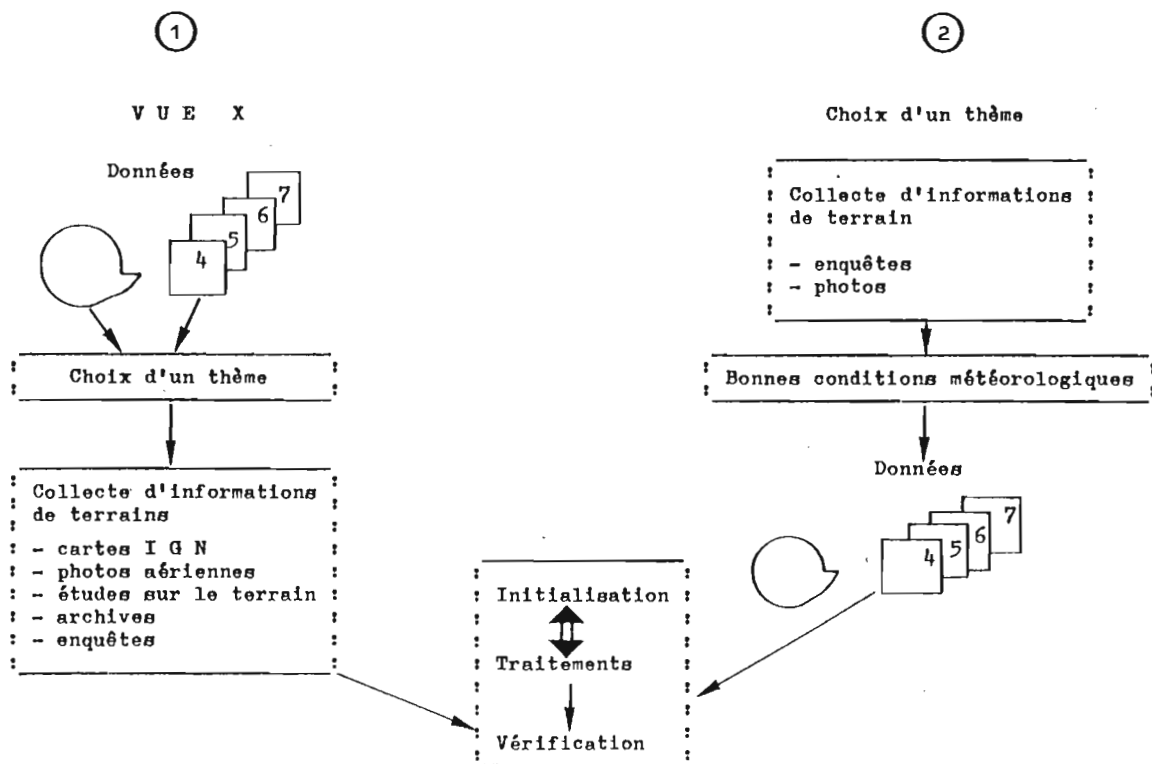 1
V U E X
Données
4
5
6
7
Choix d'un thème
Collecte d'informations
de terrains
- cartes I G N
- photos aériennes
- études sur le terrain
- archives
- enquêtes
2
Choix d'un thème
Collecte d'informations
de terrain
- enquêtes
- photos
Bonnes conditions météorologiques
Données
4
5
6
7
Initialisation
Traitements
Vérification